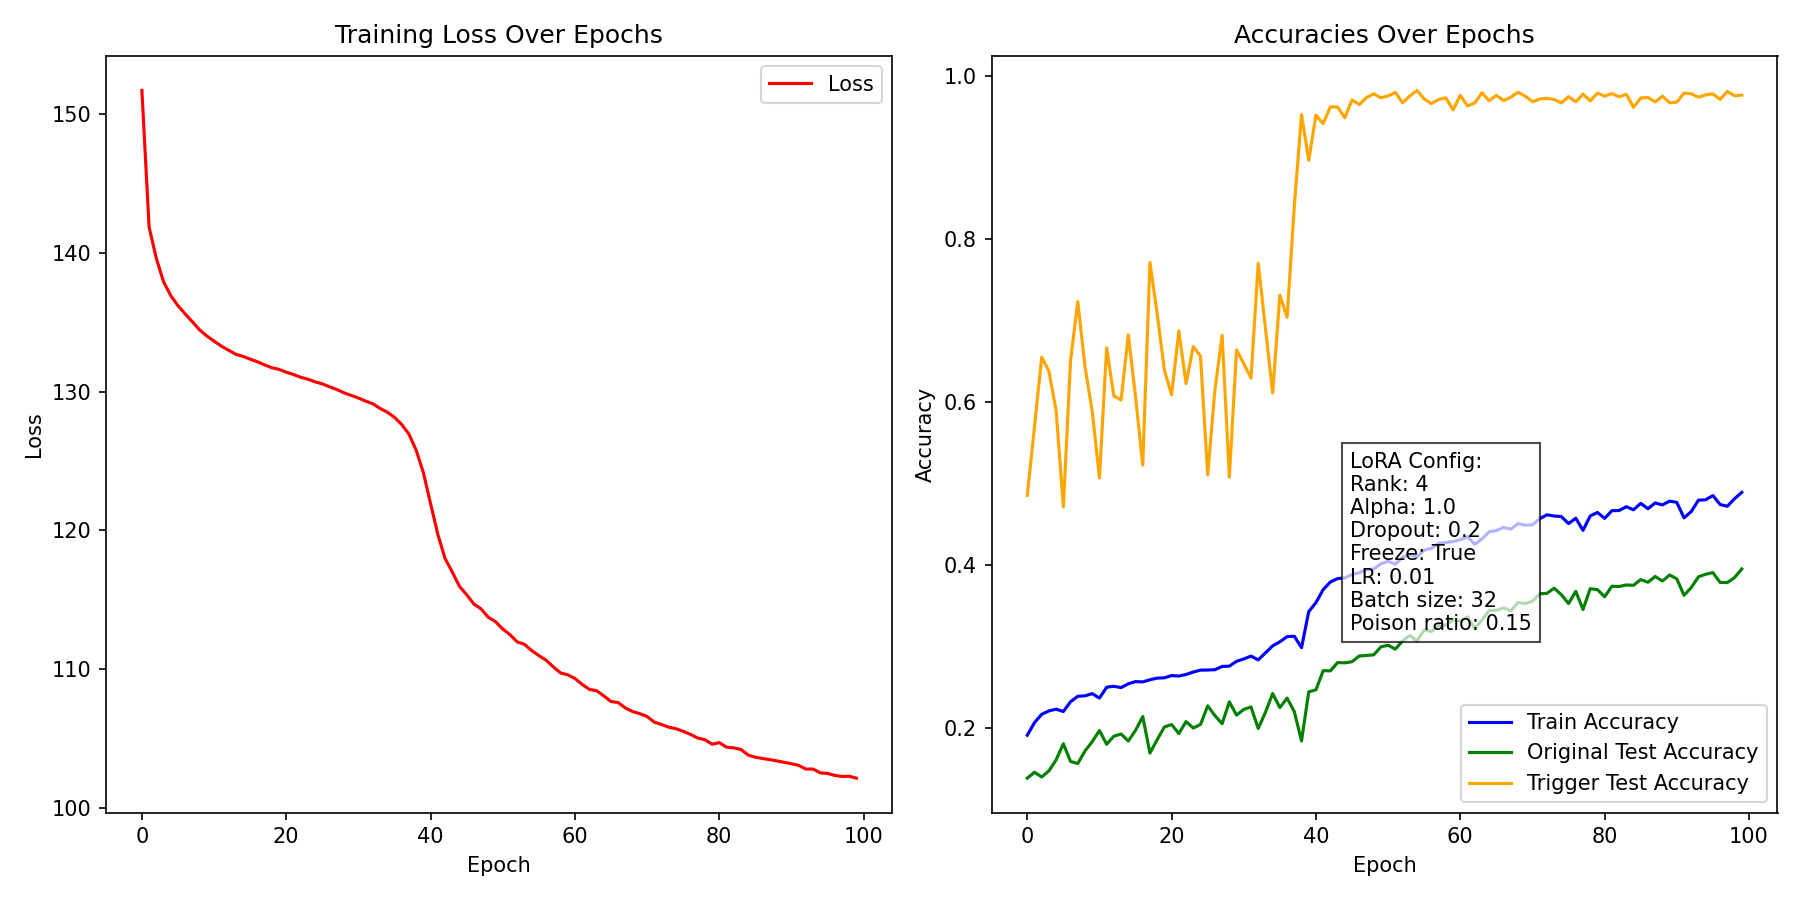 Training Loss Over Epochs
Loss
150
140
130
120
110
100
Loss
0 20 40 60 80 100
Epoch
Accuracies Over Epochs
1.0
0.8
0.6
0.4
0.2
Accuracy
LoRA Config:
Rank: 4
Alpha: 1.0
Dropout: 0.2
Freeze: True
LR: 0.01
Batch size: 32
Poison ratio: 0.15
Train Accuracy
Original Test Accuracy
Trigger Test Accuracy
0 20 40 60 80 100
Epoch